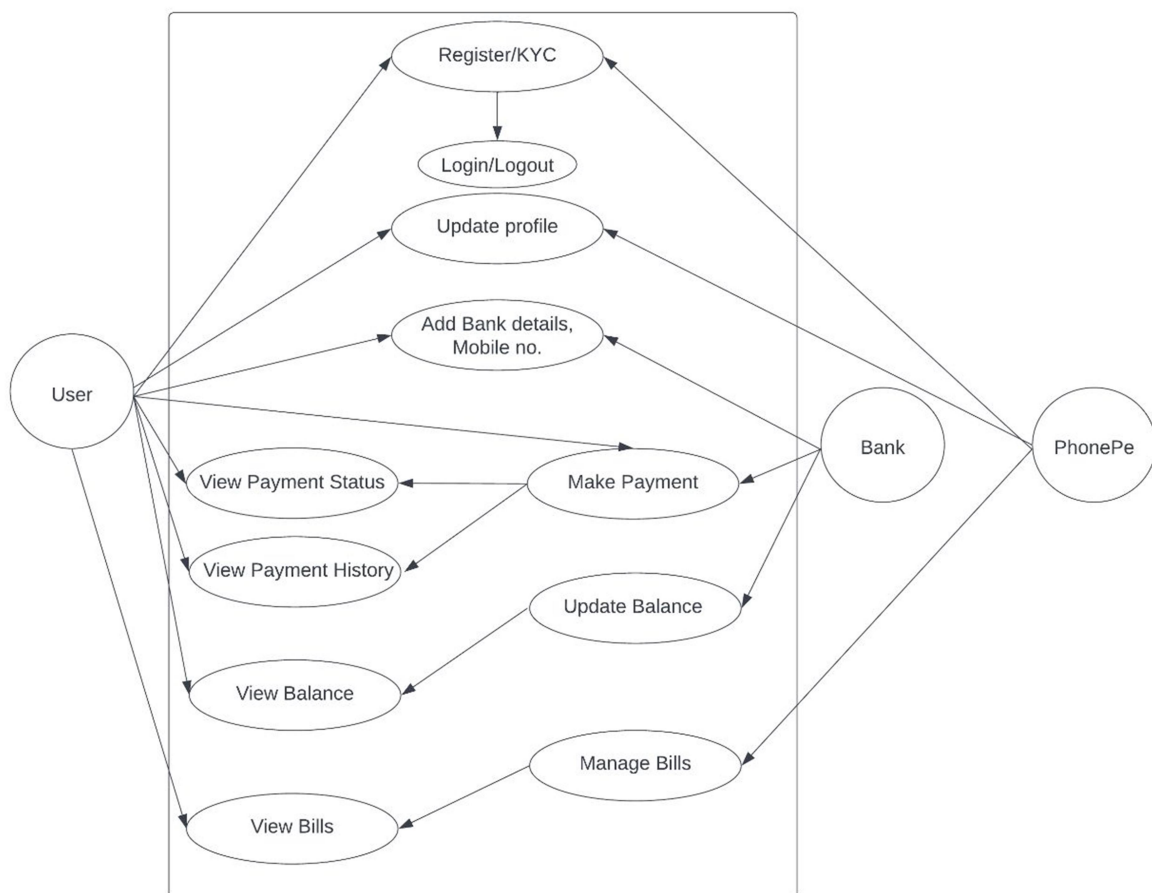 Register/KYC
Login/Logout
Update profile
Add Bank details,
Mobile no.
User
Bank
PhonePe
View Payment Status
Make Payment
View Payment History
Update Balance
View Balance
Manage Bills
View Bills